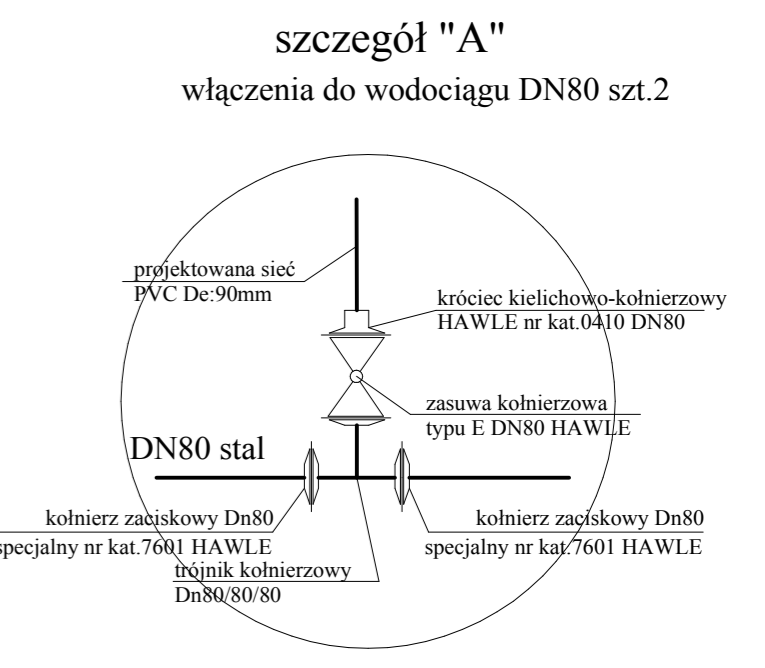 szczegół "A"
włączenia do wodociągu DN80 szt.2
projektowana sieć
PVC De:90mm
króciec kielichowo-kołnierzowy
HAWLE nr kat.0410 DN80
zasuwa kołnierzowa
typu E DN80 HAWLE
DN80 stal
kołnierz zaciskowy Dn80
specjalny nr kat.7601 HAWLE
kołnierz zaciskowy Dn80
specjalny nr kat.7601 HAWLE
trójnik kołnierzowy
Dn80/80/80